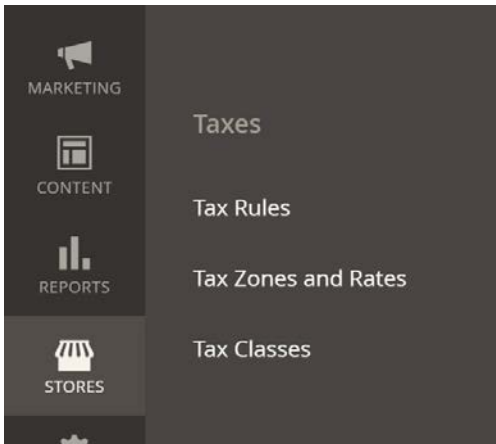 MARKETING
CONTENT
REPORTS
STORES
Taxes
Tax Rules
Tax Zones and Rates
Tax Classes